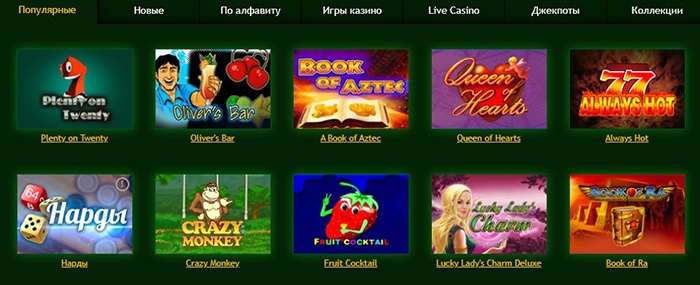 Популярные Новые По алфавиту Игры казино Live Casino Джекпоты Коллекции
7
Plenty on
Twenty
Oliver's Bar
BOOK OF
AZTEC
Queen of
Hearts
77
ALWAYS HOT
Plenty on Twenty
Oliver's Bar
A Book of Aztec
Queen of Hearts
Always Hot
64
Нарды
CRAZY
MONKEY
FRUIT COCKTAIL
Lucky Lady's
Charm
BOOK OF RA
Нарды
Crazy Monkey
Fruit Cocktail
Lucky Lady's Charm Deluxe
Book of Ra